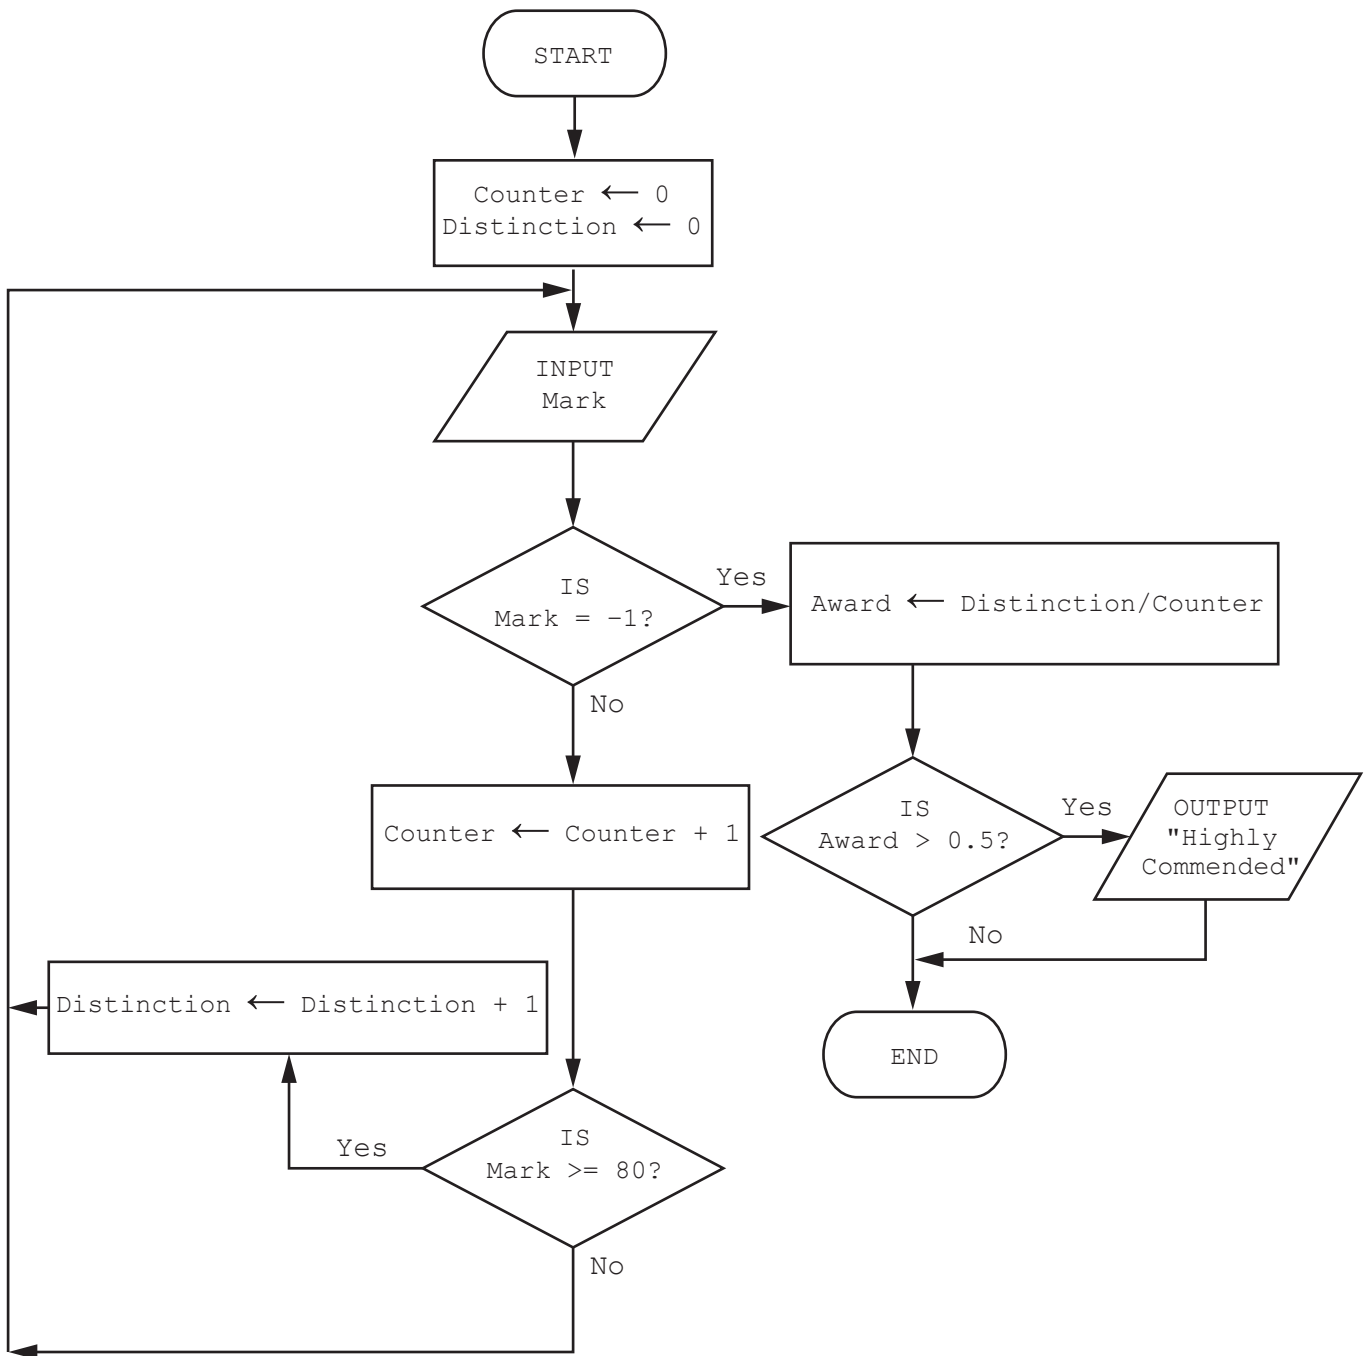 START
Counter ← 0
Distinction ← 0
INPUT
Mark
IS
Mark = –1?
Yes
Award ← Distinction/Counter
No
Counter ← Counter + 1
IS
Award > 0.5?
Yes
OUTPUT
"Highly
Commended"
No
Distinction ← Distinction + 1
END
IS
Mark >= 80?
Yes
No